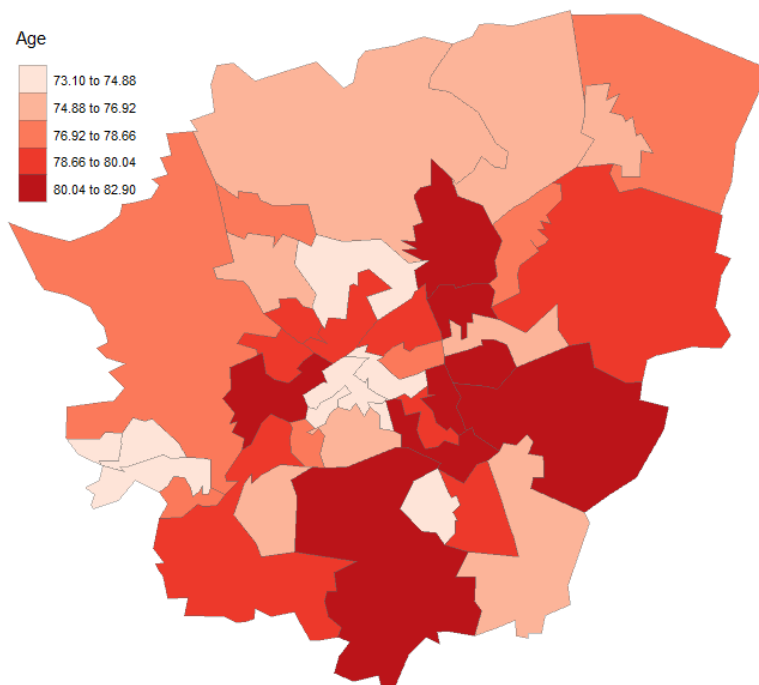 Age
73.10 to 74.88
74.88 to 76.92
76.92 to 78.66
78.66 to 80.04
80.04 to 82.90